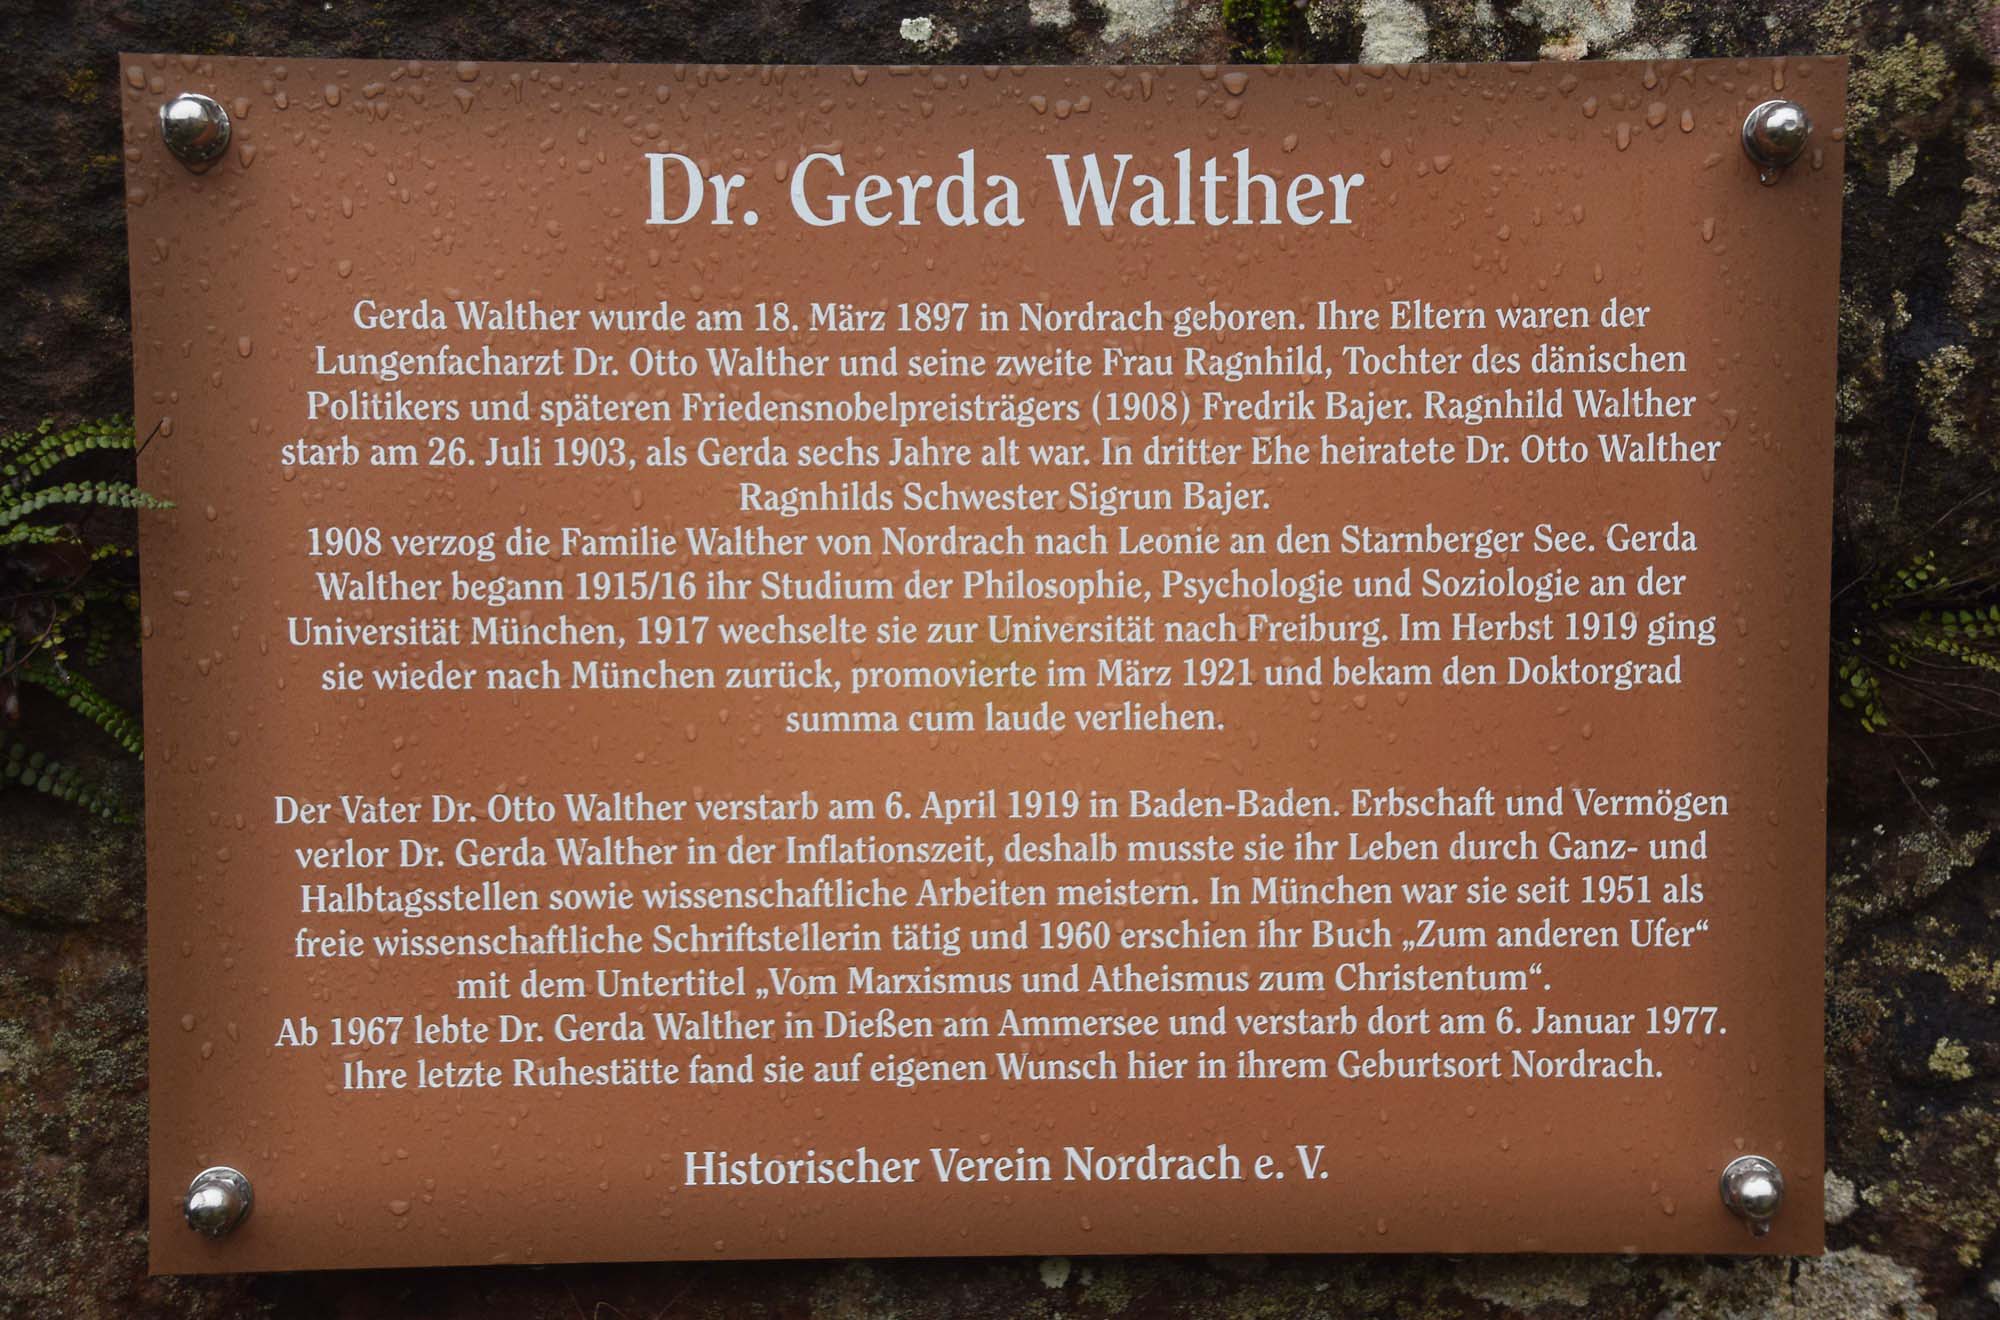 Dr. Gerda Walther
Gerda Walther wurde am 18. März 1897 in Nordrach geboren. Ihre Eltern waren der
Lungenfacharzt Dr. Otto Walther und seine zweite Frau Ragnhild, Tochter des dänischen
Politikers und späteren Friedensnobelpreisträgers (1908) Fredrik Bajer. Ragnhild Walther
starb am 26. Juli 1903, als Gerda sechs Jahre alt war. In dritter Ehe heiratete Dr. Otto Walther
Ragnhilds Schwester Sigrun Bajer.
1908 verzog die Familie Walther von Nordrach nach Leonie an den Starnberger See. Gerda
Walther begann 1915/16 ihr Studium der Philosophie, Psychologie und Soziologie an der
Universität München, 1917 wechselte sie zur Universität nach Freiburg. Im Herbst 1919 ging
sie wieder nach München zurück, promovierte im März 1921 und bekam den Doktorgrad
summa cum laude verliehen.
Der Vater Dr. Otto Walther verstarb am 6. April 1919 in Baden-Baden. Erbschaft und Vermögen
verlor Dr. Gerda Walther in der Inflationszeit, deshalb musste sie ihr Leben durch Ganz- und
Halbtagsstellen sowie wissenschaftliche Arbeiten meistern. In München war sie seit 1951 als
freie wissenschaftliche Schriftstellerin tätig und 1960 erschien ihr Buch „Zum anderen Ufer“
mit dem Untertitel „Vom Marxismus und Atheismus zum Christentum“.
Ab 1967 lebte Dr. Gerda Walther in Dießen am Ammersee und verstarb dort am 6. Januar 1977.
Ihre letzte Ruhestätte fand sie auf eigenen Wunsch hier in ihrem Geburtsort Nordrach.
Historischer Verein Nordrach e. V.